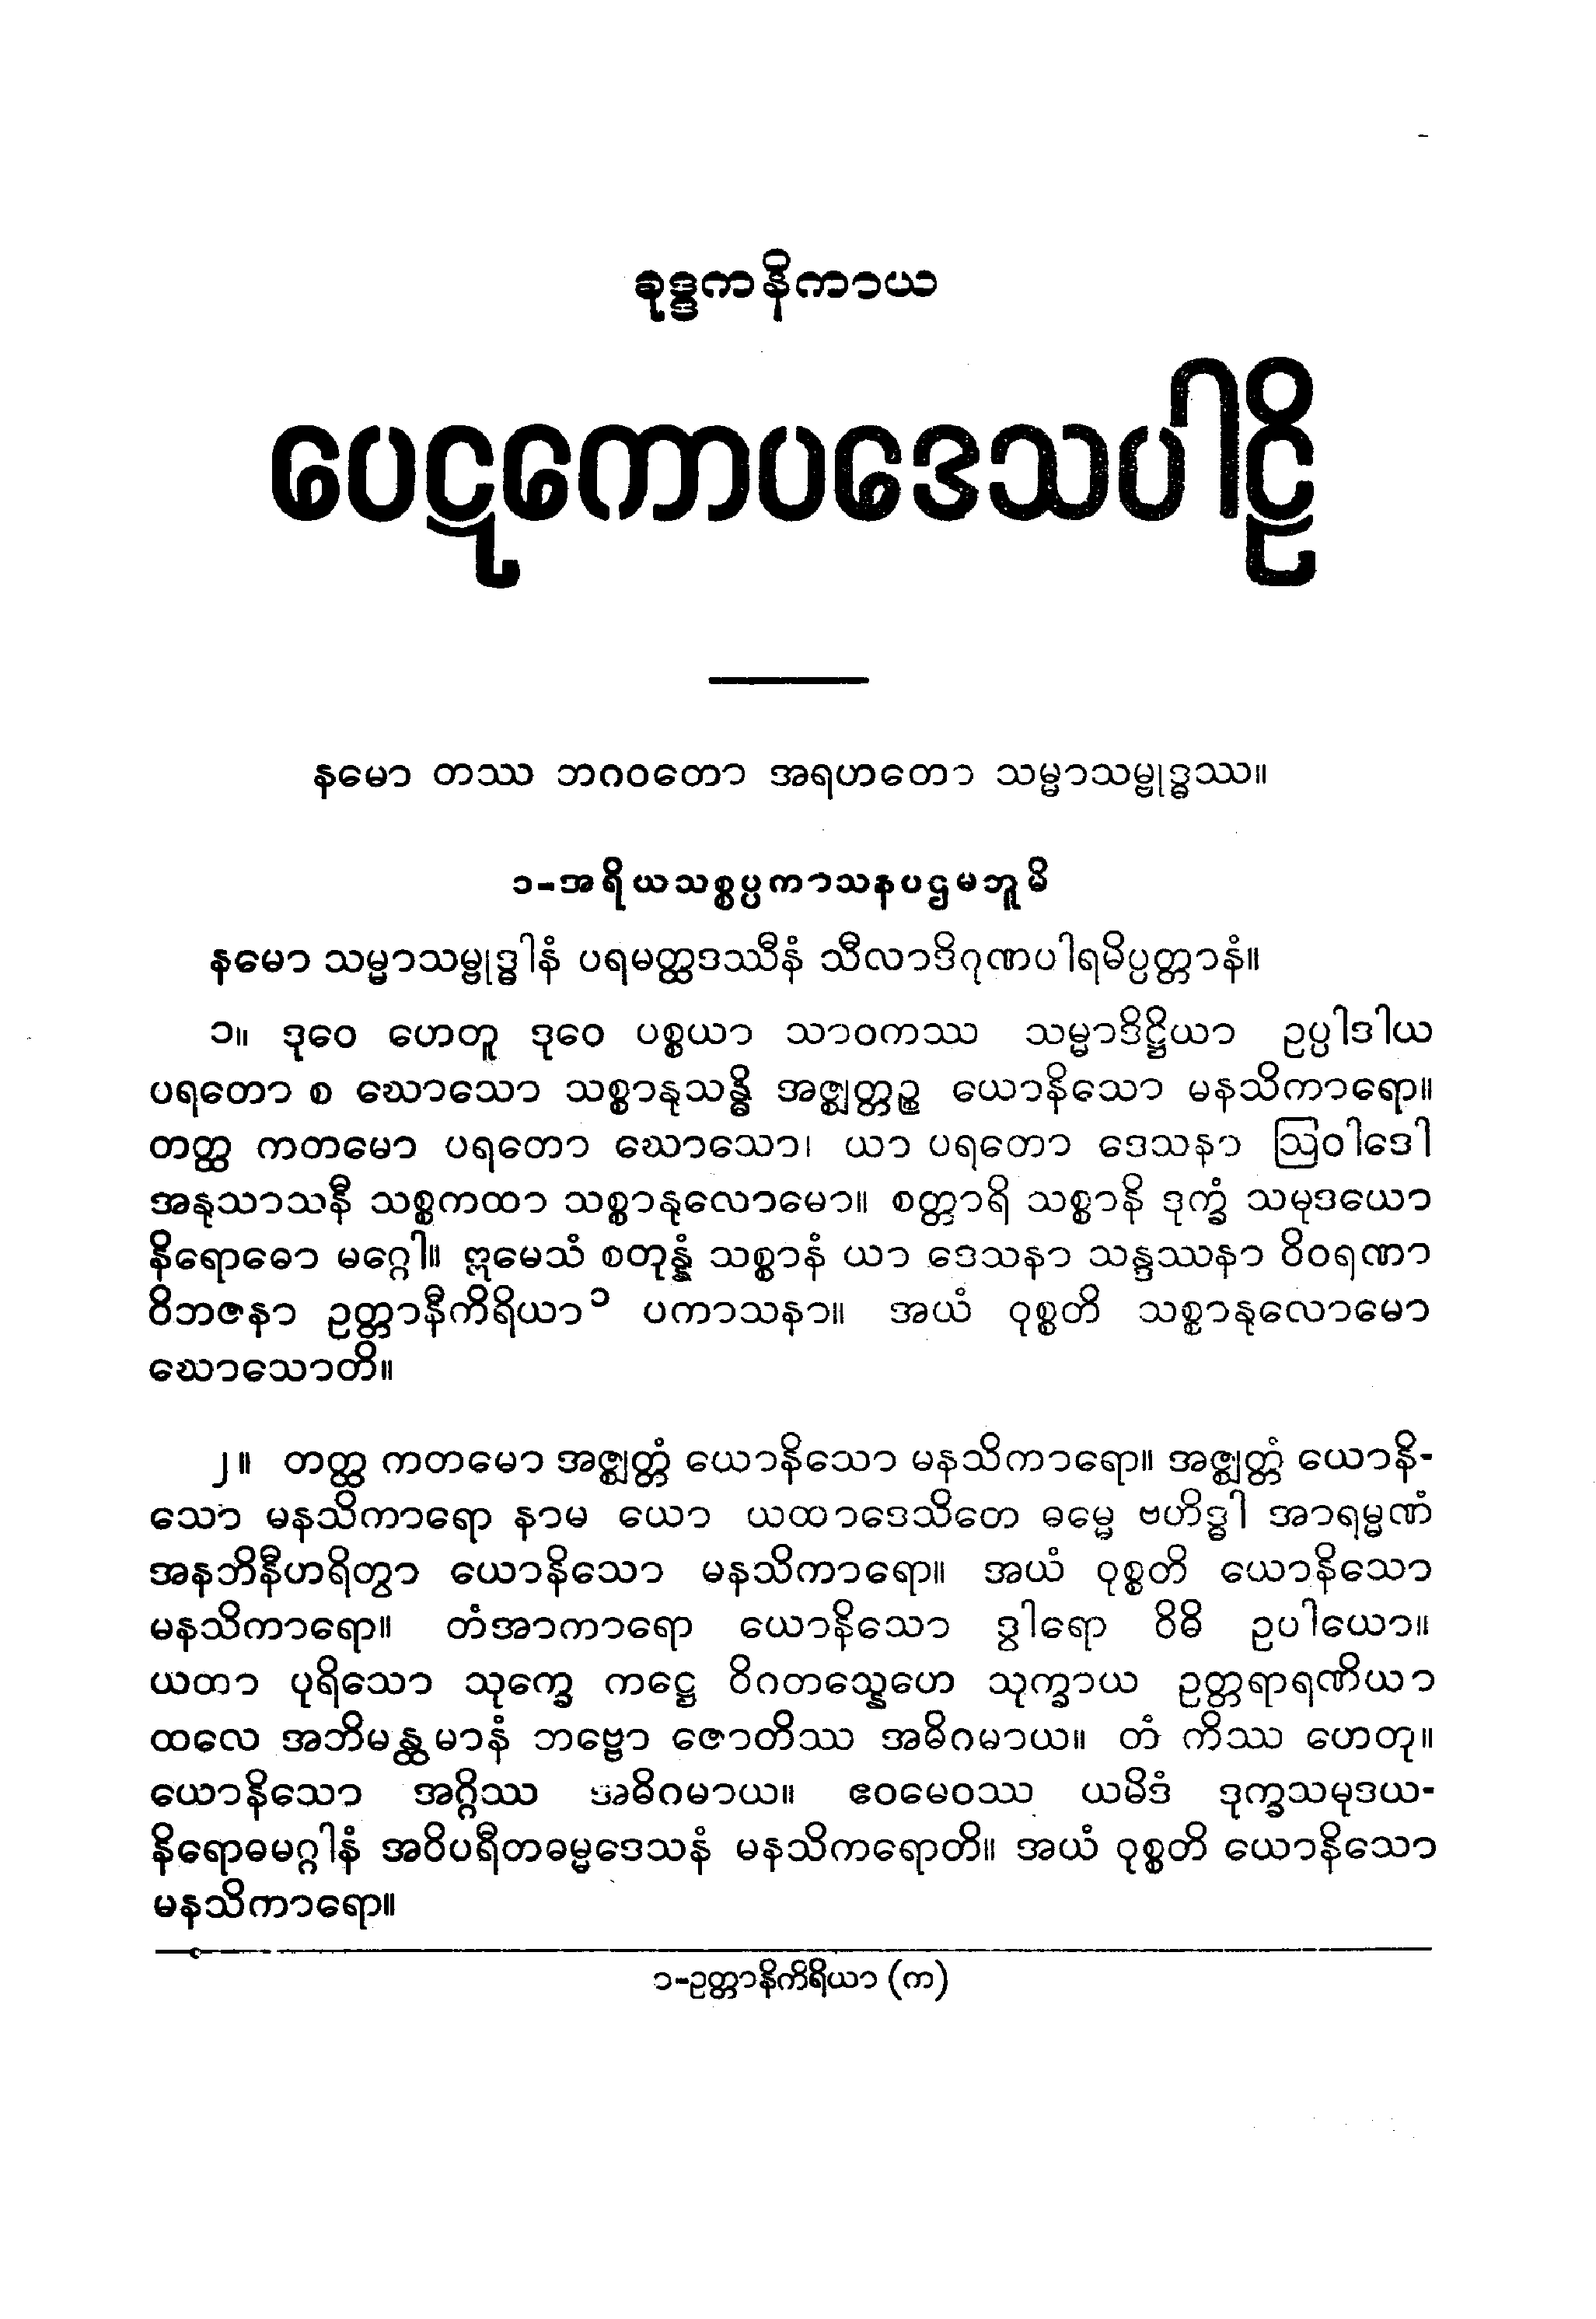 ခုဒ္ဒကနိကာယ
ပေဋကောပဒေသပါဠိ
နမော တဿ ဘဂဝတော အရဟတော သမ္မာသမ္ဗုဒ္ဓဿ။
၁-အရိယသစ္စပ္ပကာသနပဌမဘူမိ
နမော သမ္မာသမ္ဗုဒ္ဓါနံ ပရမတ္ထဒဿီနံ သီလာဒိဂုဏပါရမိပ္ပတ္တာနံ။
၁။ ဒုဝေ ဟေတူ ဒုဝေ ပစ္စယာ သာဝကဿ သမ္မာဒိဋ္ဌိယာ ဥပ္ပါဒါယ
ပရတော စ ဃောသော သစ္စာနုသန္ဓိ အဇ္ဈတ္တဉ္စ ယောနိသော မနသိကာရော။
တတ္ထ ကတမော ပရတော ဃောသော၊ ယာ ပရတော ဒေသနာ ဩဝါဒေါ
အနုသာသနီ သစ္စကထာ သစ္စာနုလောမော။ စတ္တာရိ သစ္စာနိ ဒုက္ခံ သမုဒယော
နိရောဓော မဂ္ဂေါ။ ဣမေသံ စတုန္နံ သစ္စာနံ ယာ ဒေသနာ သန္ဒဿနာ ဝိဝရဏာ
ဝိဘဇနာ ဥတ္တာနီကိရိယာ၁ ပကာသနာ။ အယံ ဝုစ္စတိ သစ္စာနုလောမော
ဃောသောတိ။
၂။ တတ္ထ ကတမော အဇ္ဈတ္တံ ယောနိသော မနသိကာရော။ အဇ္ဈတ္တံ ယောနိ-
သော မနသိကာရော နာမ ယော ယထာဒေသိတေ ဓမ္မေ ဗဟိဒ္ဓါ အာရမ္မဏံ
အနဘိနီဟရိတွာ ယောနိသော မနသိကာရော။ အယံ ဝုစ္စတိ ယောနိသော
မနသိကာရော။ တံအာကာရော ယောနိသော ဒွါရော ဝိဓိ ဥပါယော။
ယထာ ပုရိသော သုက္ခေ ကဋ္ဌေ ဝိဂတသ္နေဟေ သုက္ခာယ ဥတ္တရာရဏိယာ
ထလေ အဘိမန္ထမာနံ ဘဗ္ဗော ဇောတိဿ အဓိဂမာယ။ တံ ကိဿ ဟေတု။
ယောနိသော အဂ္ဂိဿ အဓိဂမာယ။ ဧဝမေဝဿ ယမိဒံ ဒုက္ခသမုဒယ-
နိရောဓမဂ္ဂါနံ အဝိပရီတဓမ္မဒေသနံ မနသိကရောတိ။ အယံ ဝုစ္စတိ ယောနိသော
မနသိကာရော။
၁-ဥတ္တာနိကိရိယာ (က)